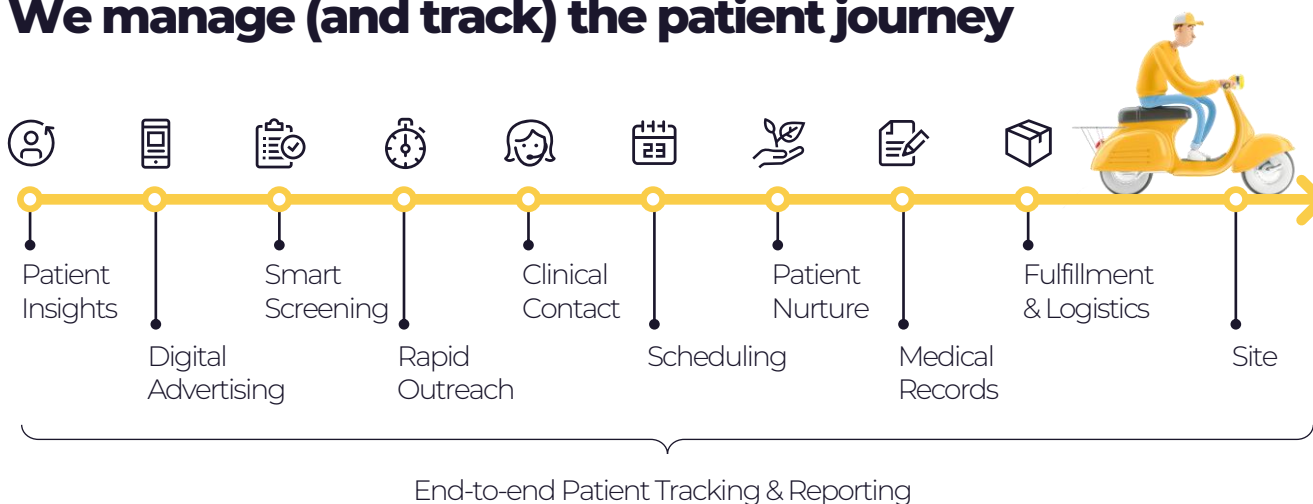 We manage (and track) the patient journey
23
Patient
Insights
Digital
Advertising
Smart
Screening
Rapid
Outreach
Clinical
Contact
Scheduling
Patient
Nurture
Medical
Records
Fulfillment
& Logistics
Site
End-to-end Patient Tracking & Reporting